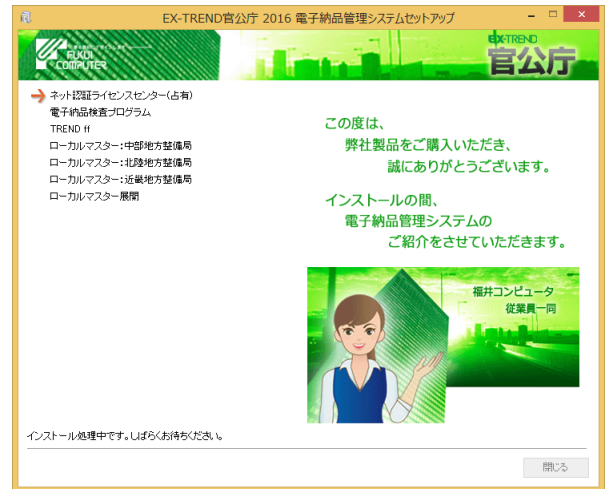 EX-TREND官公庁 2016 電子納品管理システムセットアップ
FUKUI
COMPUTER
EX-TREND
官公庁
ネット認証ライセンスセンター(占有)
電子納品検査プログラム
TREND ff
ローカルマスター：中部地方整備局
ローカルマスター：北陸地方整備局
ローカルマスター：近畿地方整備局
ローカルマスター展開
この度は、
弊社製品をご購入いただき、
誠にありがとうございます。
インストールの間、
電子納品管理システムの
ご紹介をさせていただきます。
福井コンピュータ
従業員一同
インストール処理中です。しばらくお待ちください。
閉じる